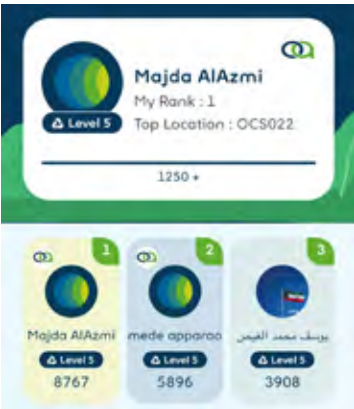 Majda AlAzmi
My Rank : 1
Level 5
Top Location : OCS022
1250 +
1
2
3
Majda AlAzmi
mede apparao
يوسف محمد الفيص
Level 5
Level 5
Level 5
8767
5896
3908